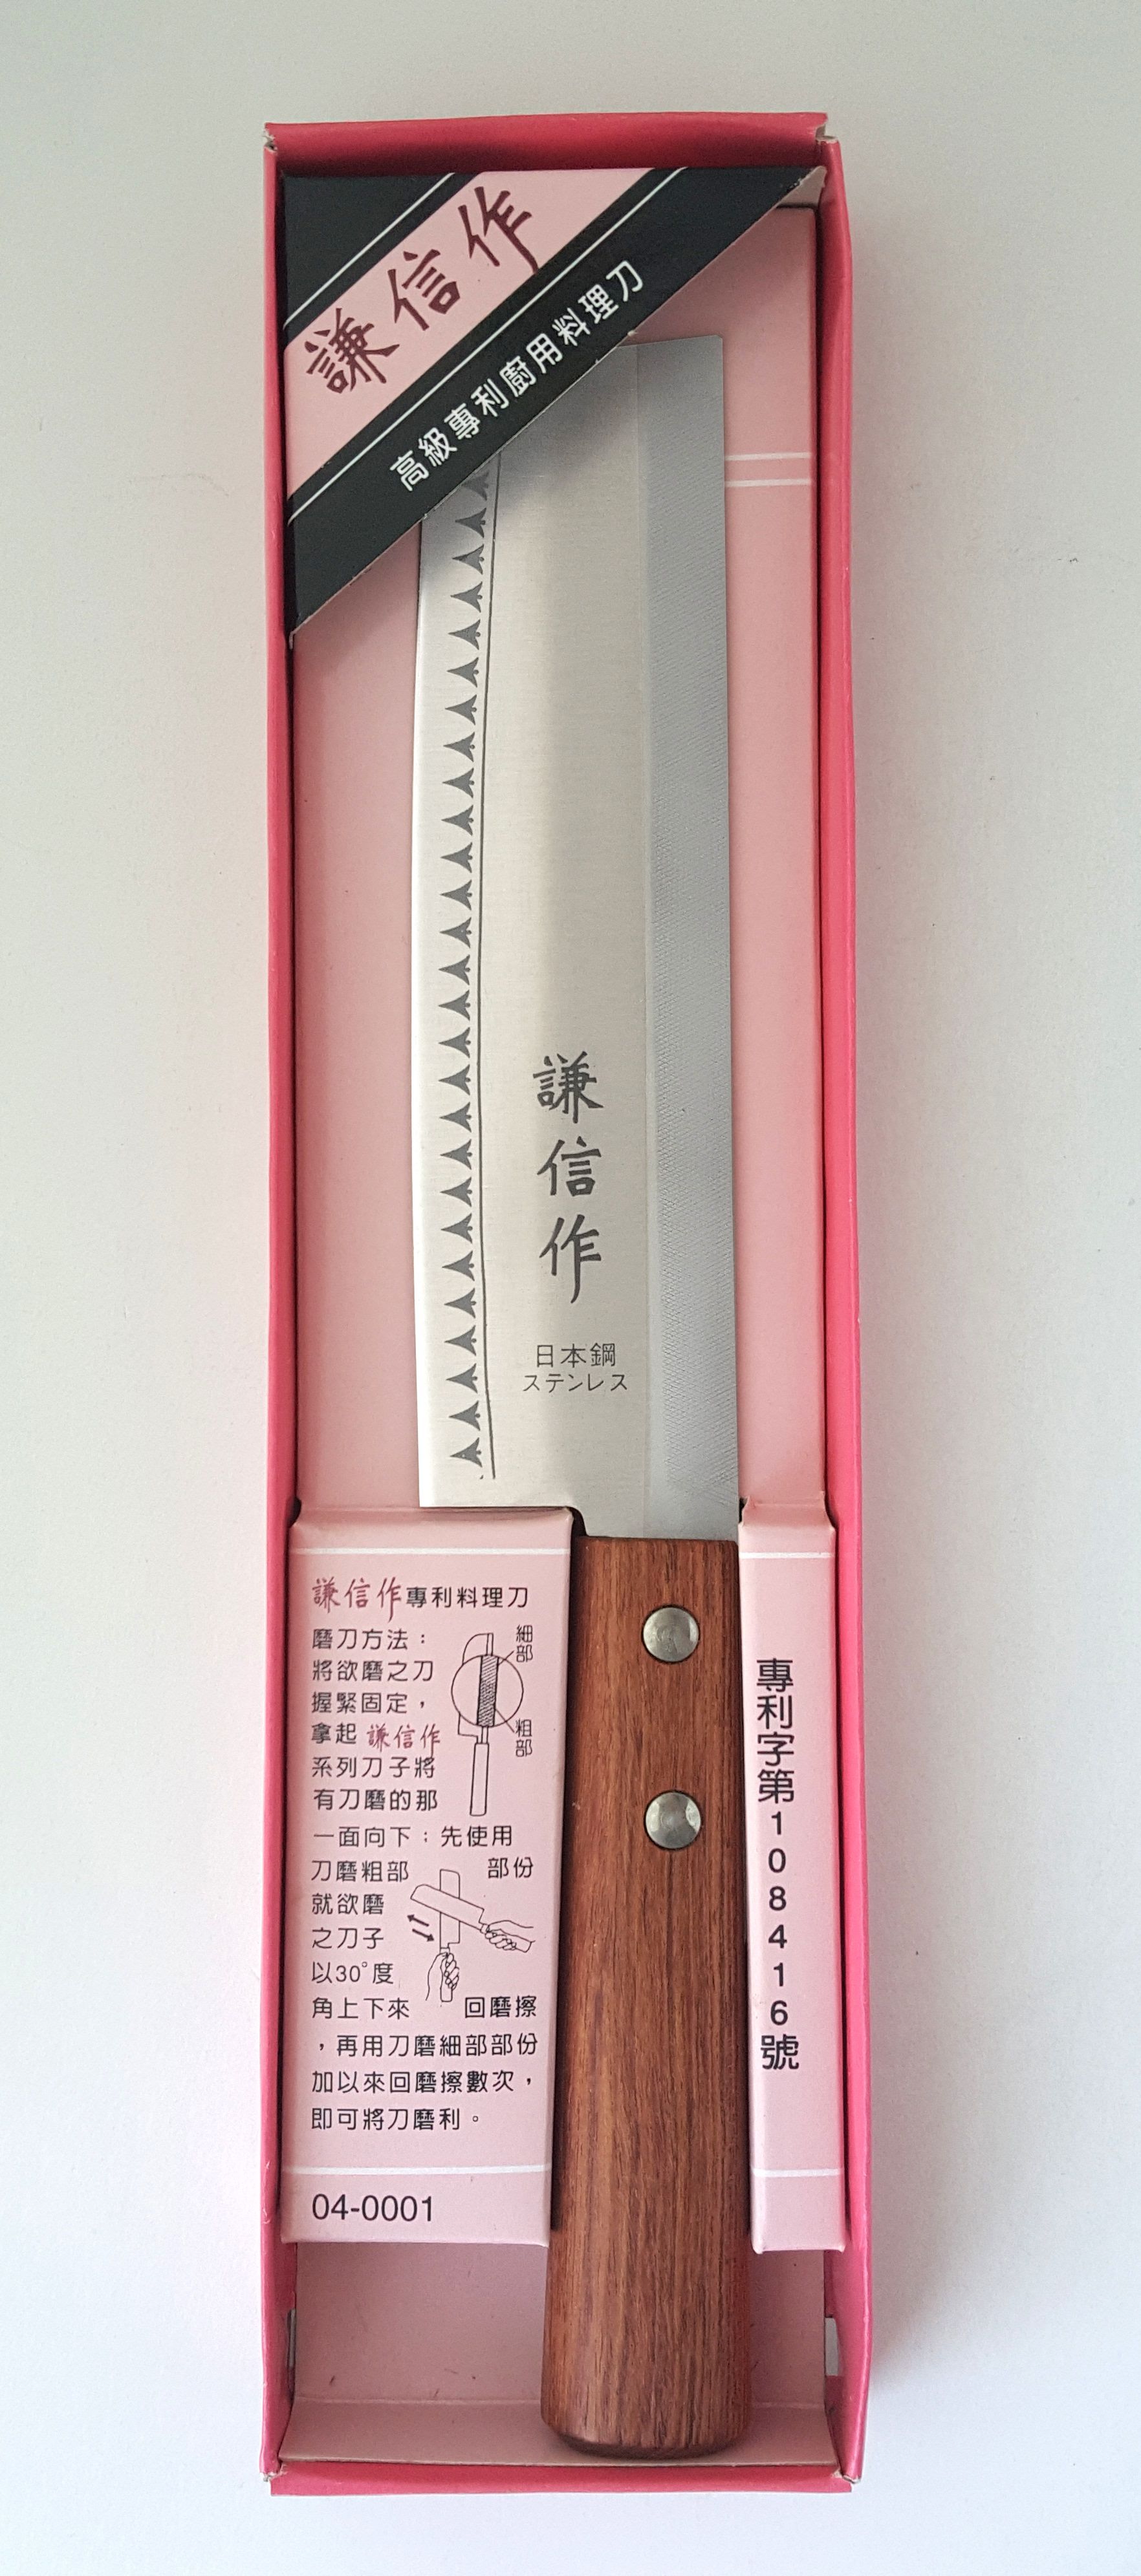 謙信作
高級專利廚用料理刀
謙信作
日本鋼
ステンレス
謙信作專利料理刀
磨刀方法：
將欲磨之刀
握緊固定，
拿起 謙信作
系列刀子將
有刀磨的那
一面向下：先使用
刀磨粗部 部份
就欲磨
之刀子
以30°度
角上下來 回磨擦
，再用刀磨細部部份
加以來回磨擦數次，
即可將刀磨利。
細部
粗部
04-0001
專利字第108416號